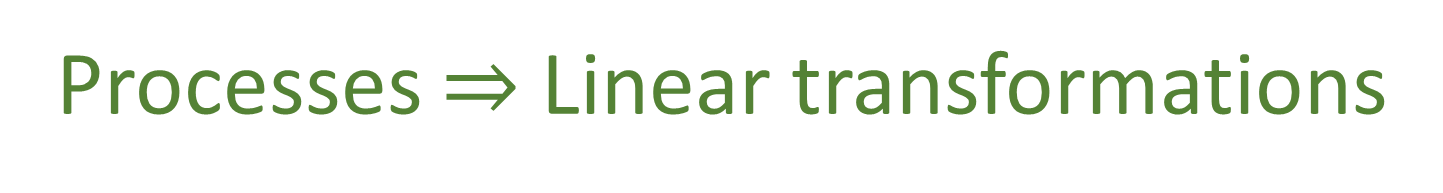 Processes ⇒ Linear transformations